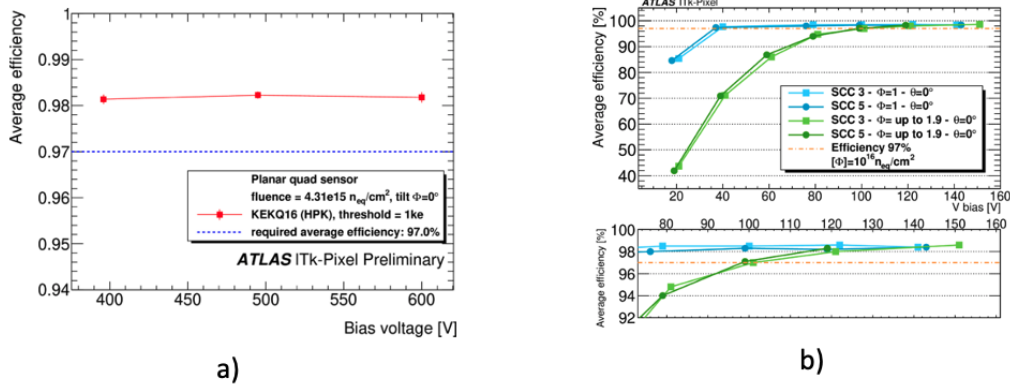 1
0.99
0.98
0.97
0.96
0.95
0.94
Average efficiency
Planar quad sensor
fluence = 4.31e15 n_eq/cm², tilt Φ=0°
KEKQ16 (HPK), threshold = 1ke
required average efficiency: 97.0%
ATLAS ITk-Pixel Preliminary
400 450 500 550 600
Bias voltage [V]
a)
ATLAS ITk-Pixel
Average efficiency [%]
100
90
80
70
60
50
40
SCC 3 - Φ=1 - θ=0°
SCC 5 - Φ=1 - θ=0°
SCC 3 - Φ= up to 1.9 - θ=0°
SCC 5 - Φ= up to 1.9 - θ=0°
Efficiency 97%
[Φ]=10¹⁶n_eq/cm²
0 20 40 60 80 100 120 140 160
V bias [V]
80 90 100 110 120 130 140 150 160
Average efficiency [%]
100
98
96
94
92
b)